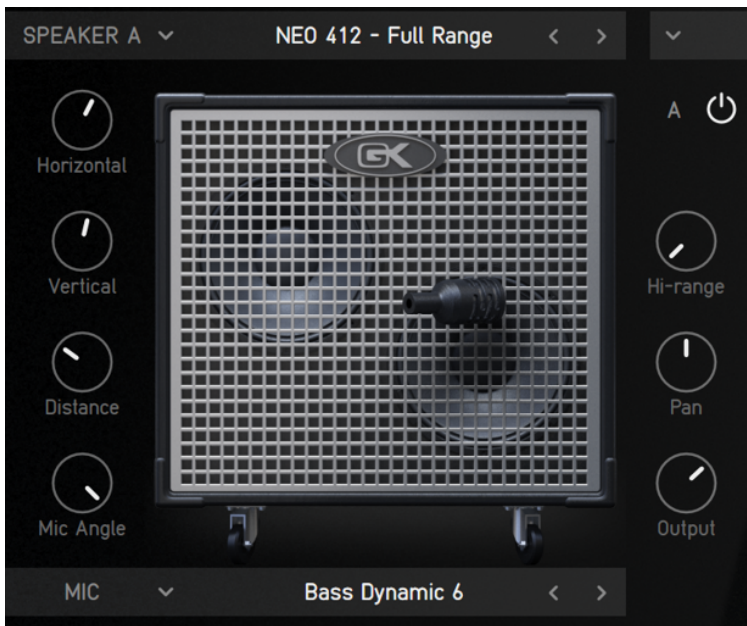 SPEAKER A
NEO 412 - Full Range
A
Horizontal
GK
Vertical
Hi-range
Distance
Pan
Mic Angle
Output
MIC
Bass Dynamic 6